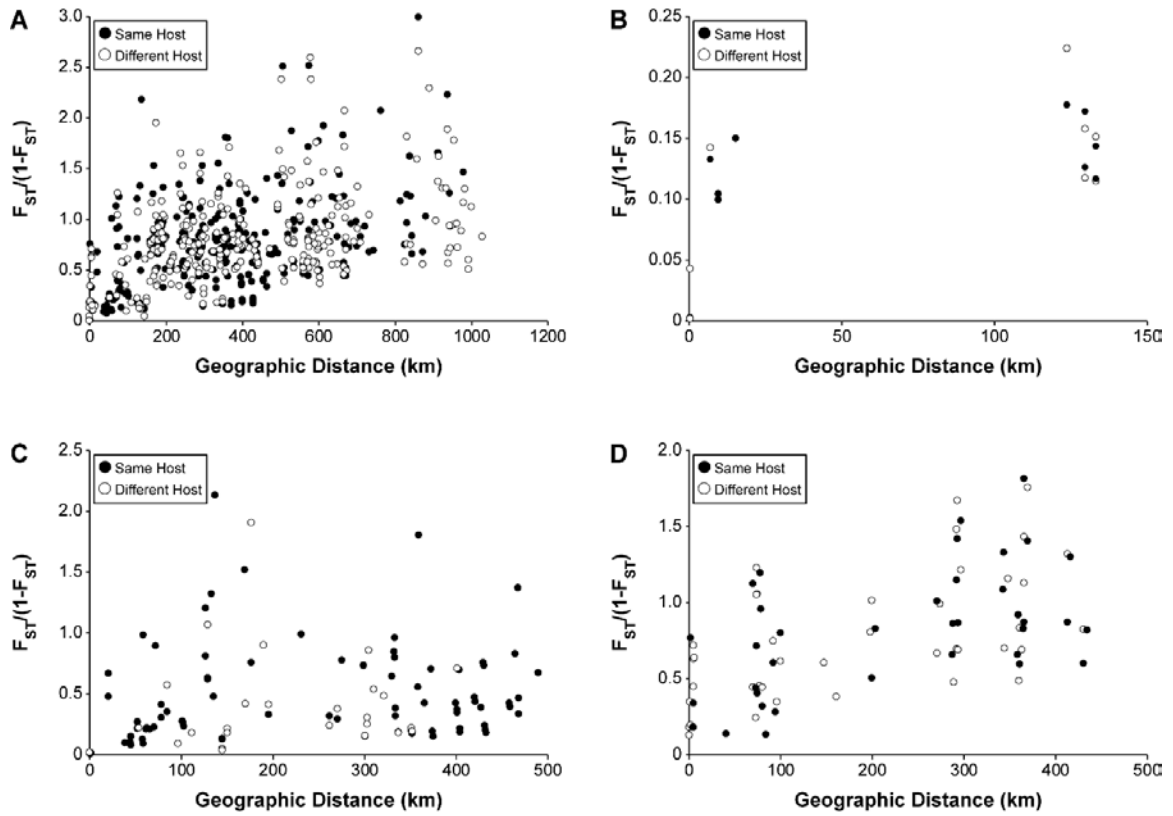 A
3.0
2.5
2.0
1.5
1.0
0.5
0
Same Host
Different Host
F_ST/(1-F_ST)
0 200 400 600 800 1000 1200
Geographic Distance (km)
B
0.25
0.20
0.15
0.10
0.05
0
Same Host
Different Host
F_ST/(1-F_ST)
0 50 100 150
Geographic Distance (km)
C
2.5
2.0
1.5
1.0
0.5
0
Same Host
Different Host
F_ST/(1-F_ST)
0 100 200 300 400 500
Geographic Distance (km)
D
2.0
1.5
1.0
0.5
0
Same Host
Different Host
F_ST/(1-F_ST)
0 100 200 300 400 500
Geographic Distance (km)